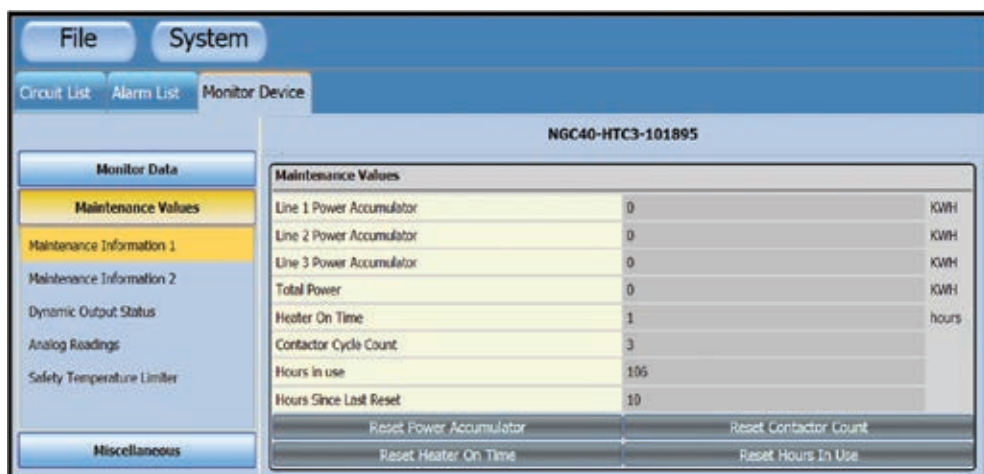 File System
Circuit List Alarm List Monitor Device
NGC40-HTC3-101895
Monitor Data
Maintenance Values
Maintenance Information 1
Maintenance Information 2
Dynamic Output Status
Analog Readings
Safety Temperature Limiter
Miscellaneous
Maintenance Values
Line 1 Power Accumulator 0 KWH
Line 2 Power Accumulator 0 KWH
Line 3 Power Accumulator 0 KWH
Total Power 0 KWH
Heater On Time 1 hours
Contactor Cycle Count 3
Hours in use 106
Hours Since Last Reset 10
Reset Power Accumulator Reset Contactor Count
Reset Heater On Time Reset Hours In Use